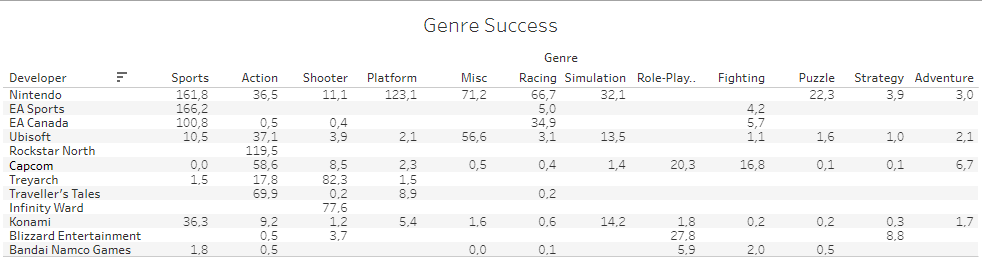 Genre Success
Genre
Developer Sports Action Shooter Platform Misc Racing Simulation Role-Play.. Fighting Puzzle Strategy Adventure
Nintendo 161,8 36,5 11,1 123,1 71,2 66,7 32,1 22,3 3,9 3,0
EA Sports 166,2 5,0 4,2
EA Canada 100,8 0,5 0,4 34,9 5,7
Ubisoft 10,5 37,1 3,9 2,1 56,6 3,1 13,5 1,1 1,6 1,0 2,1
Rockstar North 119,5
Capcom 0,0 58,6 8,5 2,3 0,5 0,4 1,4 20,3 16,8 0,1 0,1 6,7
Treyarch 1,5 17,8 82,3 1,5
Traveller's Tales 69,9 0,2 8,9 0,2
Infinity Ward 77,6
Konami 36,3 9,2 1,2 5,4 1,6 0,6 14,2 1,8 0,2 0,2 0,3 1,7
Blizzard Entertainment 0,5 3,7 27,8 8,8
Bandai Namco Games 1,8 0,5 0,0 0,1 5,9 2,0 0,5